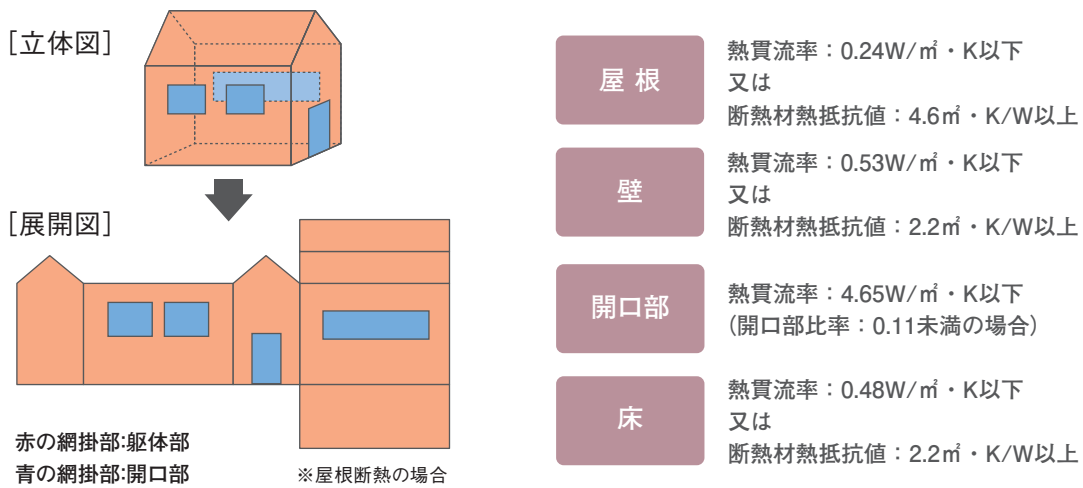 [立体図]
[展開図]
赤の網掛部:躯体部
青の網掛部:開口部
※屋根断熱の場合
屋 根
熱貫流率：0.24W/㎡・K以下
又は
断熱材熱抵抗値：4.6㎡・K/W以上
壁
熱貫流率：0.53W/㎡・K以下
又は
断熱材熱抵抗値：2.2㎡・K/W以上
開口部
熱貫流率：4.65W/㎡・K以下
(開口部比率：0.11未満の場合)
床
熱貫流率：0.48W/㎡・K以下
又は
断熱材熱抵抗値：2.2㎡・K/W以上